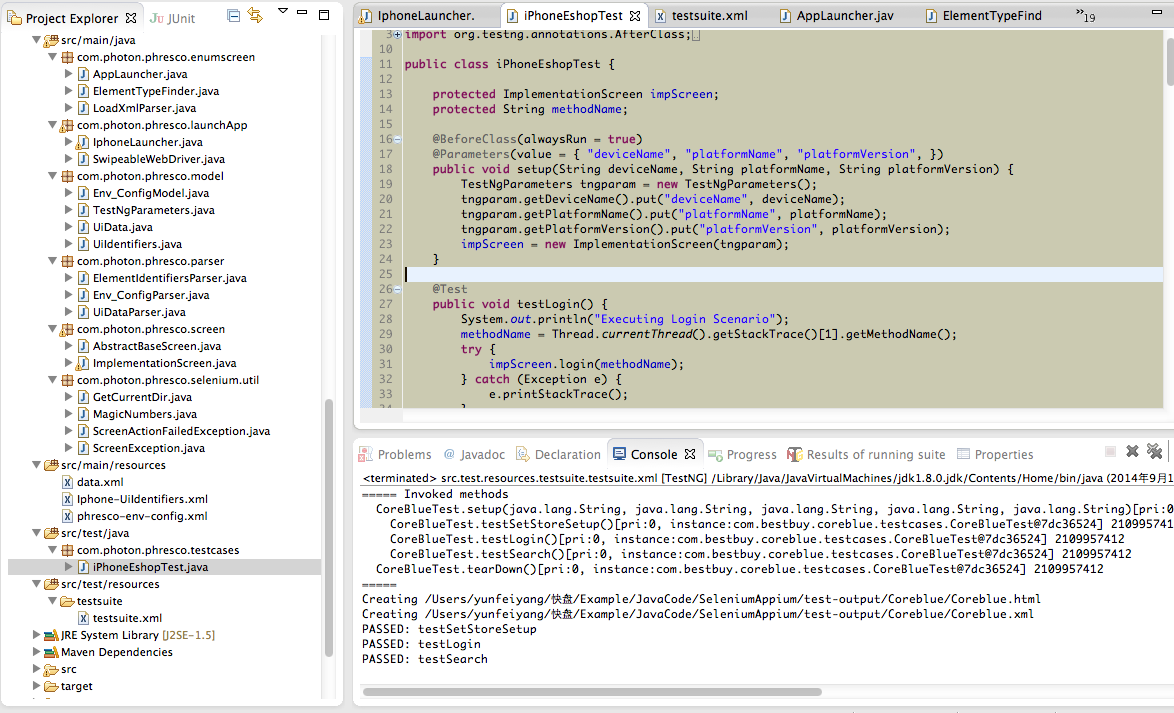 Project Explorer
JUnit
src/main/java
com.photon.phresco.enumscreen
AppLauncher.java
ElementTypeFinder.java
LoadXmlParser.java
com.photon.phresco.launchApp
IphoneLauncher.java
SwipeableWebDriver.java
com.photon.phresco.model
Env_ConfigModel.java
TestNgParameters.java
UiData.java
UiIdentifiers.java
com.photon.phresco.parser
ElementIdentifiersParser.java
Env_ConfigParser.java
UiDataParser.java
com.photon.phresco.screen
AbstractBaseScreen.java
ImplementationScreen.java
com.photon.phresco.selenium.util
GetCurrentDir.java
MagicNumbers.java
ScreenActionFailedException.java
ScreenException.java
src/main/resources
data.xml
Iphone-UiIdentifiers.xml
phresco-env-config.xml
src/test/java
com.photon.phresco.testcases
iPhoneEshopTest.java
src/test/resources
testsuite
testsuite.xml
JRE System Library [J2SE-1.5]
Maven Dependencies
src
target
IphoneLauncher. iPhoneEshopTest testsuite.xml AppLauncher.jav ElementTypeFind »19
3 import org.testng.annotations.AfterClass;
10
11 public class iPhoneEshopTest {
12
13 protected ImplementationScreen impScreen;
14 protected String methodName;
15
16 @BeforeClass(alwaysRun = true)
17 @Parameters(value = { "deviceName", "platformName", "platformVersion", })
18 public void setup(String deviceName, String platformName, String platformVersion) {
19 TestNgParameters tngparam = new TestNgParameters();
20 tngparam.getDeviceName().put("deviceName", deviceName);
21 tngparam.getPlatformName().put("platformName", platformName);
22 tngparam.getPlatformVersion().put("platformVersion", platformVersion);
23 impScreen = new ImplementationScreen(tngparam);
24 }
25
26 @Test
27 public void testLogin() {
28 System.out.println("Executing Login Scenario");
29 methodName = Thread.currentThread().getStackTrace()[1].getMethodName();
30 try {
31 impScreen.login(methodName);
32 } catch (Exception e) {
33 e.printStackTrace();
34 }
Problems @ Javadoc Declaration Console Progress Results of running suite Properties
<terminated> src.test.resources.testsuite.testsuite.xml [TestNG] /Library/Java/JavaVirtualMachines/jdk1.8.0.jdk/Contents/Home/bin/java (2014年9月1
===== Invoked methods
CoreBlueTest.setup(java.lang.String, java.lang.String, java.lang.String, java.lang.String, java.lang.String)[pri:0
CoreBlueTest.testSetStoreSetup()[pri:0, instance:com.bestbuy.coreblue.testcases.CoreBlueTest@7dc36524] 210995741
CoreBlueTest.testLogin()[pri:0, instance:com.bestbuy.coreblue.testcases.CoreBlueTest@7dc36524] 2109957412
CoreBlueTest.testSearch()[pri:0, instance:com.bestbuy.coreblue.testcases.CoreBlueTest@7dc36524] 2109957412
CoreBlueTest.tearDown()[pri:0, instance:com.bestbuy.coreblue.testcases.CoreBlueTest@7dc36524] 2109957412
=====
Creating /Users/yunfeiyang/快盘/Example/JavaCode/SeleniumAppium/test-output/Coreblue/Coreblue.html
Creating /Users/yunfeiyang/快盘/Example/JavaCode/SeleniumAppium/test-output/Coreblue/Coreblue.xml
PASSED: testSetStoreSetup
PASSED: testLogin
PASSED: testSearch